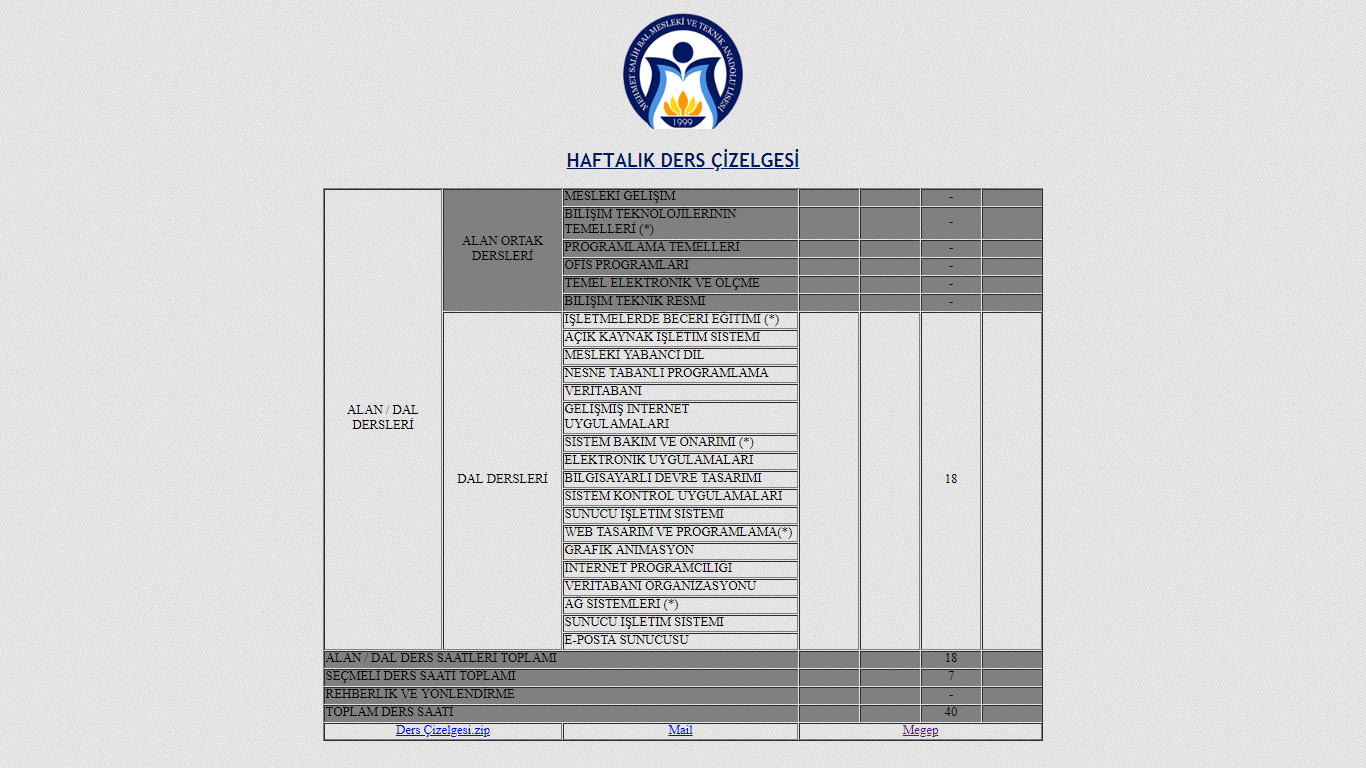 MEHMET SALİH BAL MESLEKİ VE TEKNİK ANADOLU LİSESİ
1999
HAFTALIK DERS ÇİZELGESİ
ALAN / DAL
DERSLERİ
ALAN ORTAK
DERSLERİ
MESLEKİ GELİŞİM
-
BİLİŞİM TEKNOLOJİLERİNİN
TEMELLERİ (*)
-
PROGRAMLAMA TEMELLERİ
-
OFİS PROGRAMLARI
-
TEMEL ELEKTRONİK VE ÖLÇME
-
BİLİŞİM TEKNİK RESMİ
-
DAL DERSLERİ
İŞLETMELERDE BECERİ EĞİTİMİ (*)
AÇIK KAYNAK İŞLETİM SİSTEMİ
MESLEKİ YABANCI DİL
NESNE TABANLI PROGRAMLAMA
VERİTABANI
GELİŞMİŞ İNTERNET
UYGULAMALARI
SİSTEM BAKIM VE ONARIMI (*)
ELEKTRONİK UYGULAMALARI
BİLGİSAYARLI DEVRE TASARIMI
SİSTEM KONTROL UYGULAMALARI
SUNUCU İŞLETİM SİSTEMİ
WEB TASARIM VE PROGRAMLAMA(*)
GRAFİK ANİMASYON
İNTERNET PROGRAMCILIĞI
VERİTABANI ORGANİZASYONU
AĞ SİSTEMLERİ (*)
SUNUCU İŞLETİM SİSTEMİ
E-POSTA SUNUCUSU
18
ALAN / DAL DERS SAATLERİ TOPLAMI 18
SEÇMELİ DERS SAATİ TOPLAMI 7
REHBERLİK VE YÖNLENDİRME -
TOPLAM DERS SAATİ 40
Ders Çizelgesi.zip Mail Megep